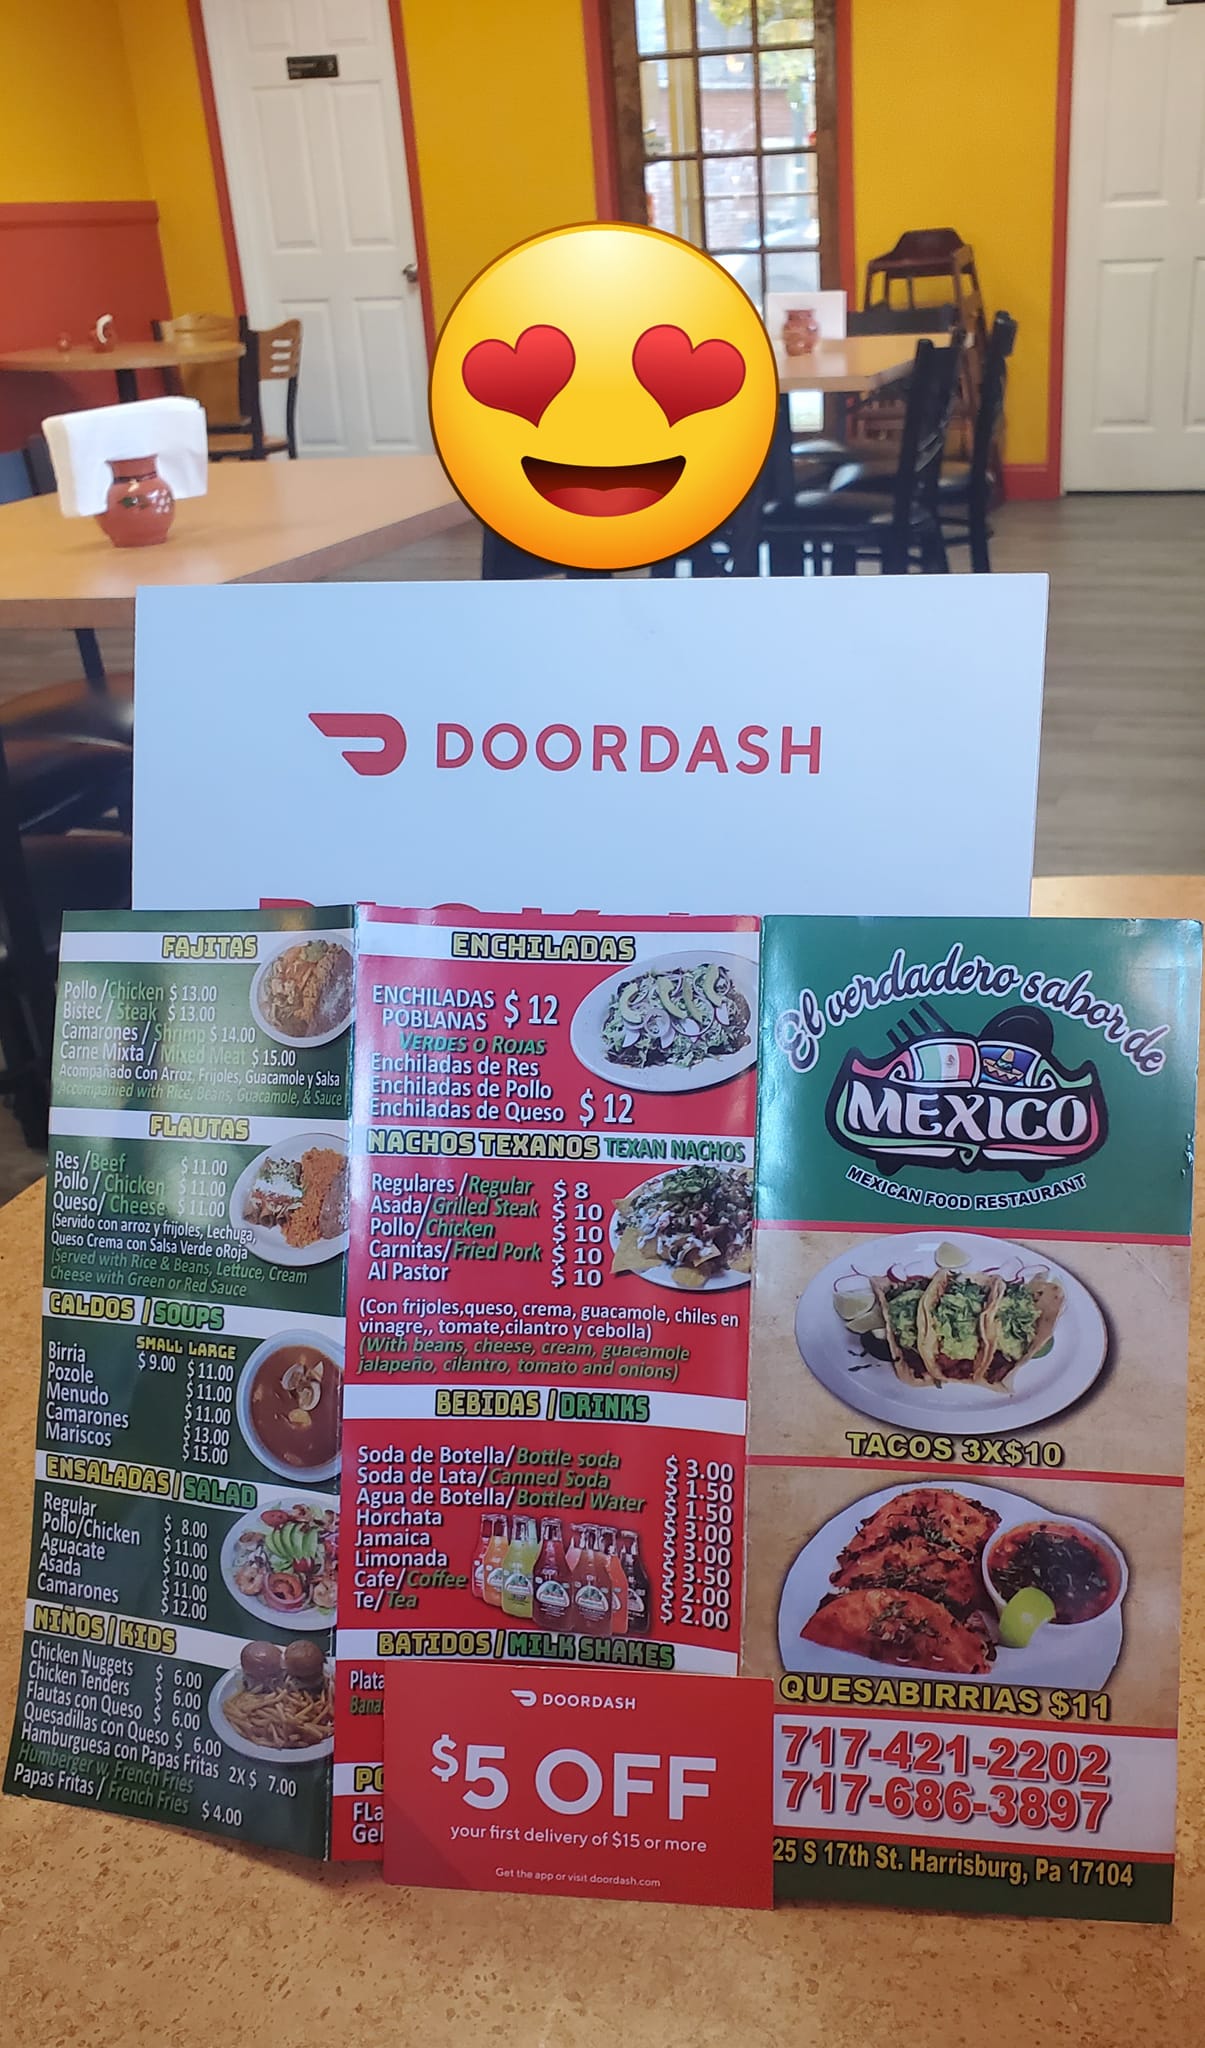 DOORDASH
FAJITAS
Pollo /Chicken $ 13.00
Bistec / Steak $ 13.00
Camarones / Shrimp $ 14.00
Carne Mixta / Mixed Meat $ 15.00
Acompañado Con Arroz, Frijoles, Guacamole y Salsa
Accompanied with Rice, Beans, Guacamole, & Sauce
FLAUTAS
Res /Beef $ 11.00
Pollo / Chicken $ 11.00
Queso/ Cheese $ 11.00
(Servido con arroz y frijoles, Lechuga,
Queso Crema con Salsa Verde oRoja
(Served with Rice & Beans, Lettuce, Cream
Cheese with Green or Red Sauce
CALDOS /SOUPS
SMALL LARGE
Birria $ 9.00 $ 11.00
Pozole $ 11.00
Menudo $ 11.00
Camarones $ 13.00
Mariscos $ 15.00
ENSALADAS/SALAD
Regular $ 8.00
Pollo/Chicken $ 11.00
Aguacate $ 10.00
Asada $ 11.00
Camarones $ 12.00
NIÑOS/KIDS
Chicken Nuggets $ 6.00
Chicken Tenders $ 6.00
Flautas con Queso $ 6.00
Quesadillas con Queso $ 6.00
Hamburguesa con Papas Fritas 2X $ 7.00
Humberger w. French Fries
Papas Fritas / French Fries $ 4.00
ENCHILADAS
ENCHILADAS
POBLANAS $ 12
VERDES O ROJAS
Enchiladas de Res
Enchiladas de Pollo
Enchiladas de Queso $ 12
NACHOS TEXANOS TEXAN NACHOS
Regulares /Regular $ 8
Asada/Grilled Steak $ 10
Pollo/Chicken $ 10
Carnitas/Fried Pork $ 10
Al Pastor $ 10
(Con frijoles,queso, crema, guacamole, chiles en
vinagre,, tomate,cilantro y cebolla)
(With beans, cheese, cream, guacamole
jalapeño, cilantro, tomato and onions)
BEBIDAS /DRINKS
Soda de Botella/Bottle soda $ 3.00
Soda de Lata/Canned Soda $ 1.50
Agua de Botella/Bottled Water $ 1.50
Horchata $ 3.00
Jamaica $ 3.00
Limonada $ 3.50
Cafe/Coffee $ 2.00
Te/Tea $ 2.00
BATIDOS/MILK SHAKES
Plata
Bana
PO
FLa
Gel
DOORDASH
$5 OFF
your first delivery of $15 or more
Get the app or visit doordash.com
El verdadero sabor de
MEXICO
MEXICAN FOOD RESTAURANT
TACOS 3X$10
QUESABIRRIAS $11
717-421-2202
717-686-3897
25 S 17th St. Harrisburg, Pa 17104